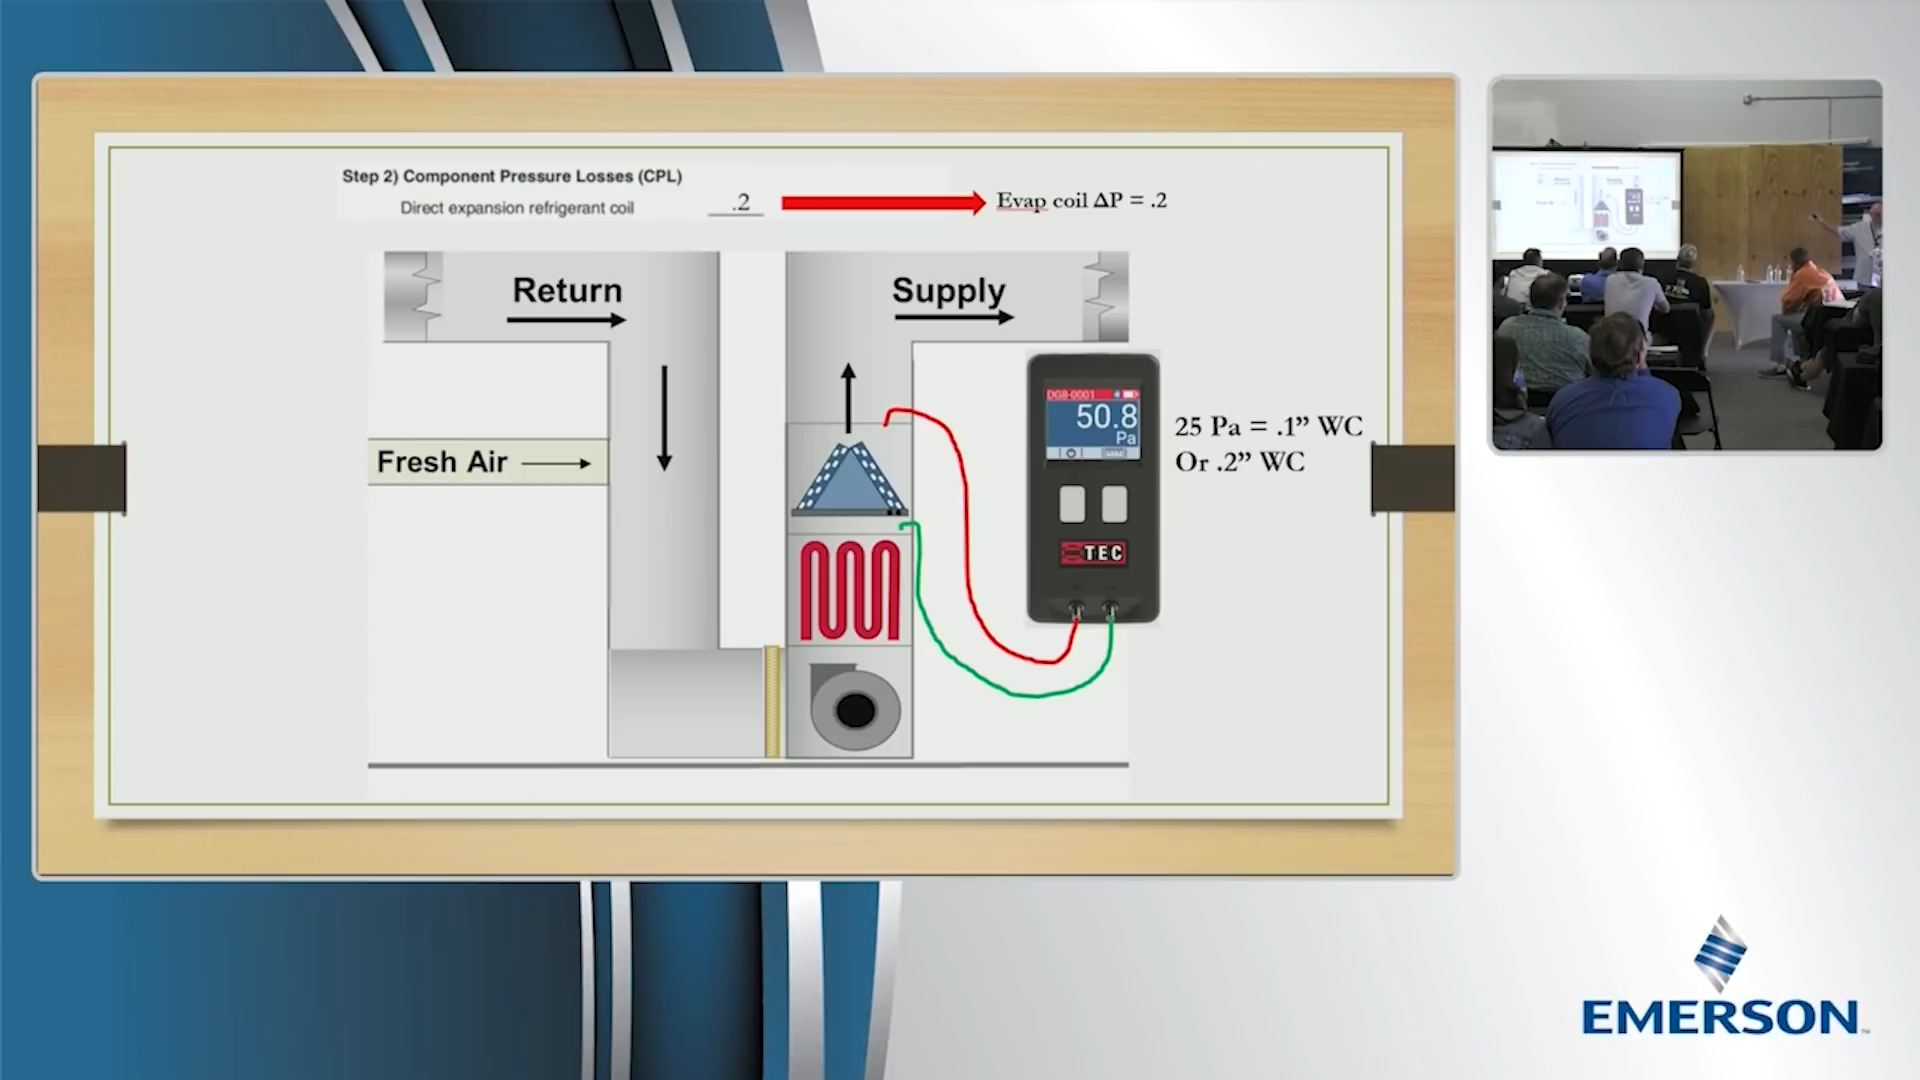 Step 2) Component Pressure Losses (CPL)
Direct expansion refrigerant coil .2
Evap coil ΔP = .2
Return
Supply
Fresh Air
DG8-0001
50.8
Pa
TEC
25 Pa = .1” WC
Or .2” WC
EMERSON